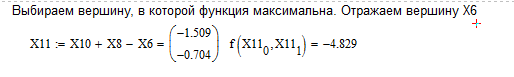 Выбираем вершину, в которой функция максимальна. Отражаем вершину X6
X11 := X10 + X8 − X6 = (−1.509 −0.704) f(X11₀, X11₁) = −4.829